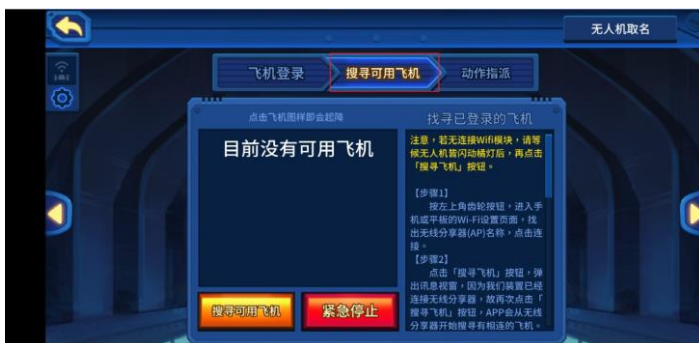 无人机取名
飞机登录
搜寻可用飞机
动作指派
点击飞机图样即会起降
目前没有可用飞机
搜寻可用飞机
紧急停止
找寻已登录的飞机
注意，若无连接Wifi模块，请等
候无人机皆闪动橘灯后，再点击
「搜寻飞机」按钮。
【步骤1】
按左上角齿轮按钮，进入手
机或平板的Wi-Fi设置页面，找
出无线分享器(AP)名称，点击连
接。
【步骤2】
点击「搜寻飞机」按钮，弹
出讯息视窗，因为我们装置已经
连接无线分享器，故再次点击「
搜寻飞机」按钮，APP会从无线
分享器开始搜寻有相连的飞机。